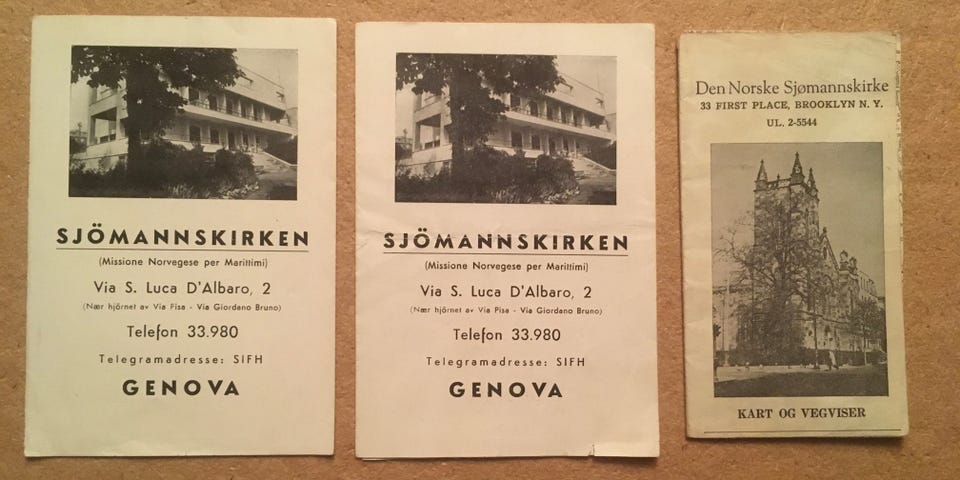 SJÖMANNSKIRKEN
(Missione Norvegese per Marittimi)
Via S. Luca D'Albaro, 2
(Nær hjörnet av Via Pisa - Via Giordano Bruno)
Telefon 33.980
Telegramadresse: SIFH
GENOVA
SJÖMANNSKIRKEN
(Missione Norvegese per Marittimi)
Via S. Luca D'Albaro, 2
(Nær hjörnet av Via Pisa - Via Giordano Bruno)
Telefon 33.980
Telegramadresse: SIFH
GENOVA
Den Norske Sjømannskirke
33 FIRST PLACE, BROOKLYN N. Y.
UL. 2-5544
KART OG VEGVISER